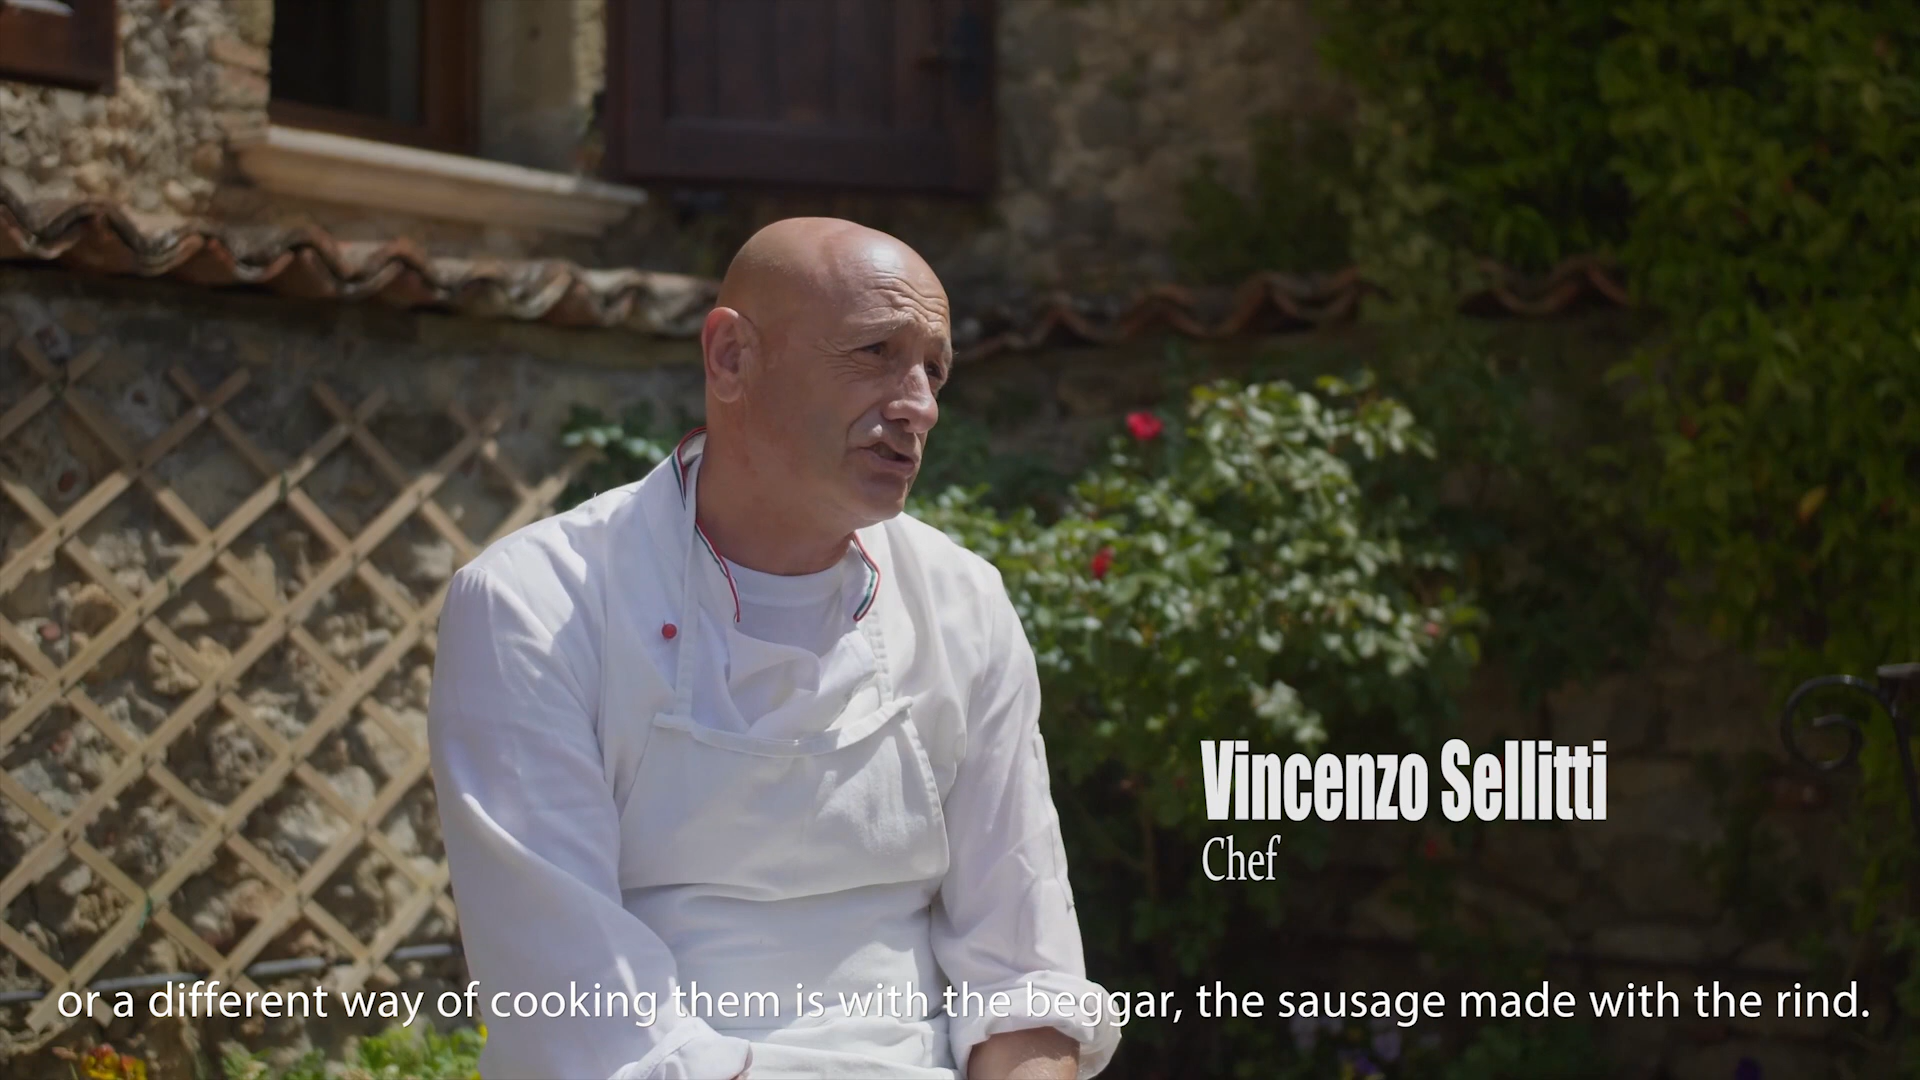 Vincenzo Sellitti
Chef
or a different way of cooking them is with the beggar, the sausage made with the rind.